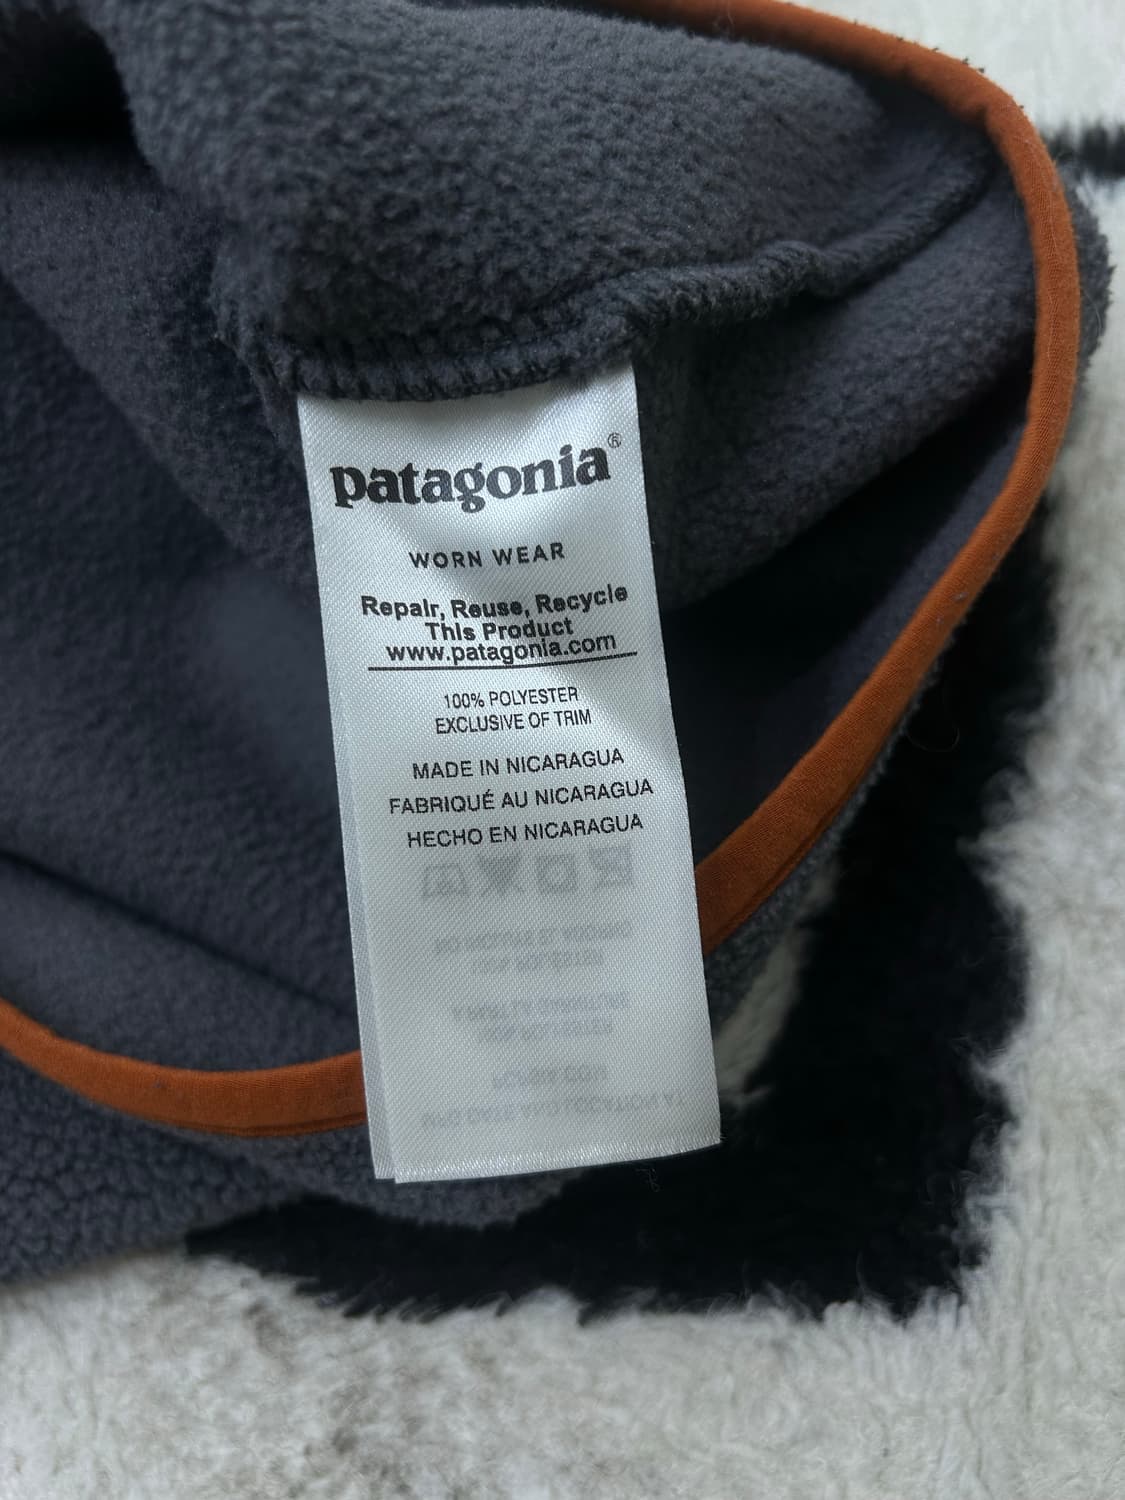 patagonia®
WORN WEAR
Repair, Reuse, Recycle
This Product
www.patagonia.com
100% POLYESTER
EXCLUSIVE OF TRIM
MADE IN NICARAGUA
FABRIQUÉ AU NICARAGUA
HECHO EN NICARAGUA